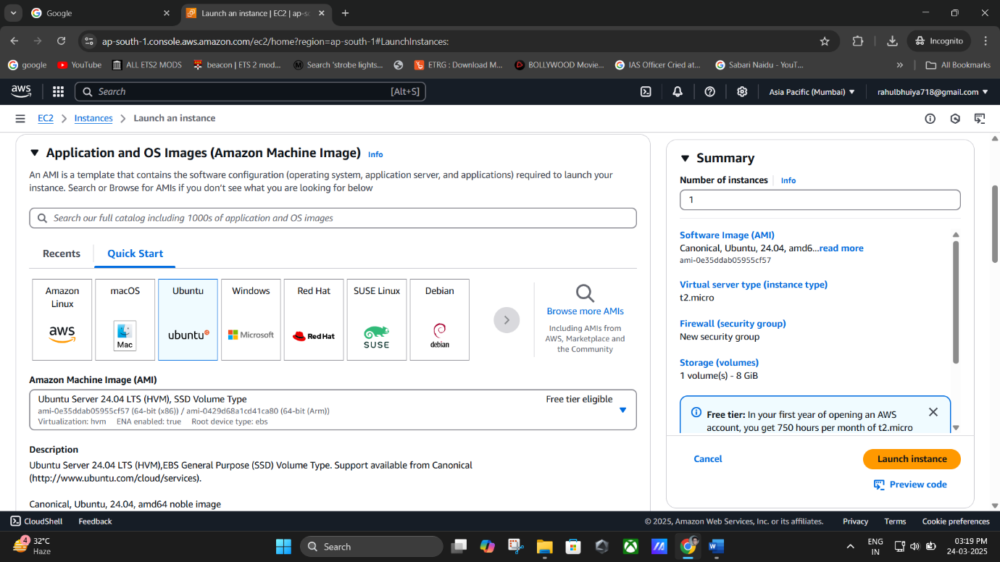 Google
Launch an instance | EC2 | ap-so
ap-south-1.console.aws.amazon.com/ec2/home?region=ap-south-1#LaunchInstances:
Incognito
google
YouTube
ALL ETS2 MODS
beacon | ETS 2 mod...
Search 'strobe lights...
ETRG : Download M...
BOLLYWOOD Movie...
IAS Officer Cried at...
Sabari Naidu - YouT...
All Bookmarks
aws
Search
[Alt+S]
Asia Pacific (Mumbai)
rahulbhuiya718@gmail.com
EC2
Instances
Launch an instance
Application and OS Images (Amazon Machine Image) Info
An AMI is a template that contains the software configuration (operating system, application server, and applications) required to launch your
instance. Search or Browse for AMIs if you don't see what you are looking for below
Search our full catalog including 1000s of application and OS images
Recents
Quick Start
Amazon
Linux
aws
macOS
Mac
Ubuntu
ubuntu
Windows
Microsoft
Red Hat
Red Hat
SUSE Linux
SUSE
Debian
debian
Browse more AMIs
Including AMIs from
AWS, Marketplace and
the Community
Amazon Machine Image (AMI)
Ubuntu Server 24.04 LTS (HVM), SSD Volume Type
Free tier eligible
ami-0e35ddab05955cf57 (64-bit (x86)) / ami-0429d68a1cd41ca80 (64-bit (Arm))
Virtualization: hvm ENA enabled: true Root device type: ebs
Description
Ubuntu Server 24.04 LTS (HVM),EBS General Purpose (SSD) Volume Type. Support available from Canonical
(http://www.ubuntu.com/cloud/services).
Canonical, Ubuntu, 24.04, amd64 noble image
Summary
Number of instances
Info
1
Software Image (AMI)
Canonical, Ubuntu, 24.04, amd6...read more
ami-0e35ddab05955cf57
Virtual server type (instance type)
t2.micro
Firewall (security group)
New security group
Storage (volumes)
1 volume(s) - 8 GiB
Free tier: In your first year of opening an AWS
account, you get 750 hours per month of t2.micro
Cancel
Launch instance
Preview code
CloudShell
Feedback
© 2025, Amazon Web Services, Inc. or its affiliates.
Privacy
Terms
Cookie preferences
4
32°C
Haze
Search
ENG
IN
03:19 PM
24-03-2025